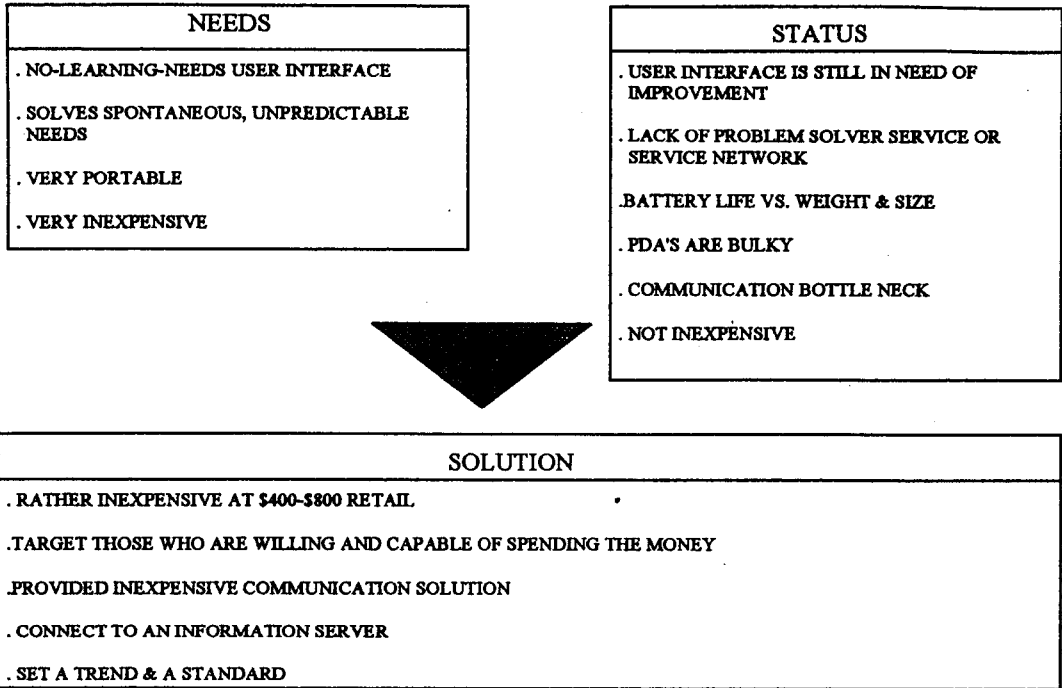 NEEDS
. NO-LEARNING-NEEDS USER INTERFACE
. SOLVES SPONTANEOUS, UNPREDICTABLE
NEEDS
. VERY PORTABLE
. VERY INEXPENSIVE
STATUS
. USER INTERFACE IS STILL IN NEED OF
IMPROVEMENT
. LACK OF PROBLEM SOLVER SERVICE OR
SERVICE NETWORK
.BATTERY LIFE VS. WEIGHT & SIZE
. PDA'S ARE BULKY
. COMMUNICATION BOTTLE NECK
. NOT INEXPENSIVE
SOLUTION
. RATHER INEXPENSIVE AT $400-$800 RETAIL
.TARGET THOSE WHO ARE WILLING AND CAPABLE OF SPENDING THE MONEY
.PROVIDED INEXPENSIVE COMMUNICATION SOLUTION
. CONNECT TO AN INFORMATION SERVER
. SET A TREND & A STANDARD